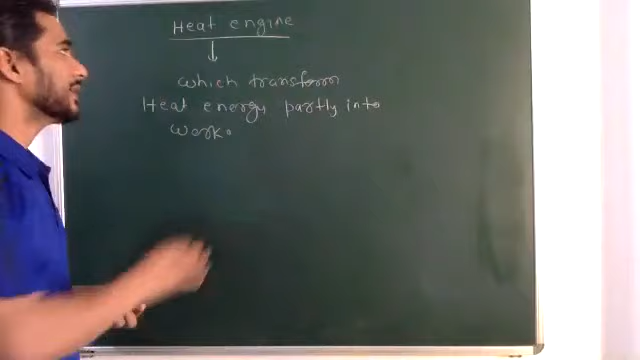 Heat engine
which transform
Heat energy partly into
work.